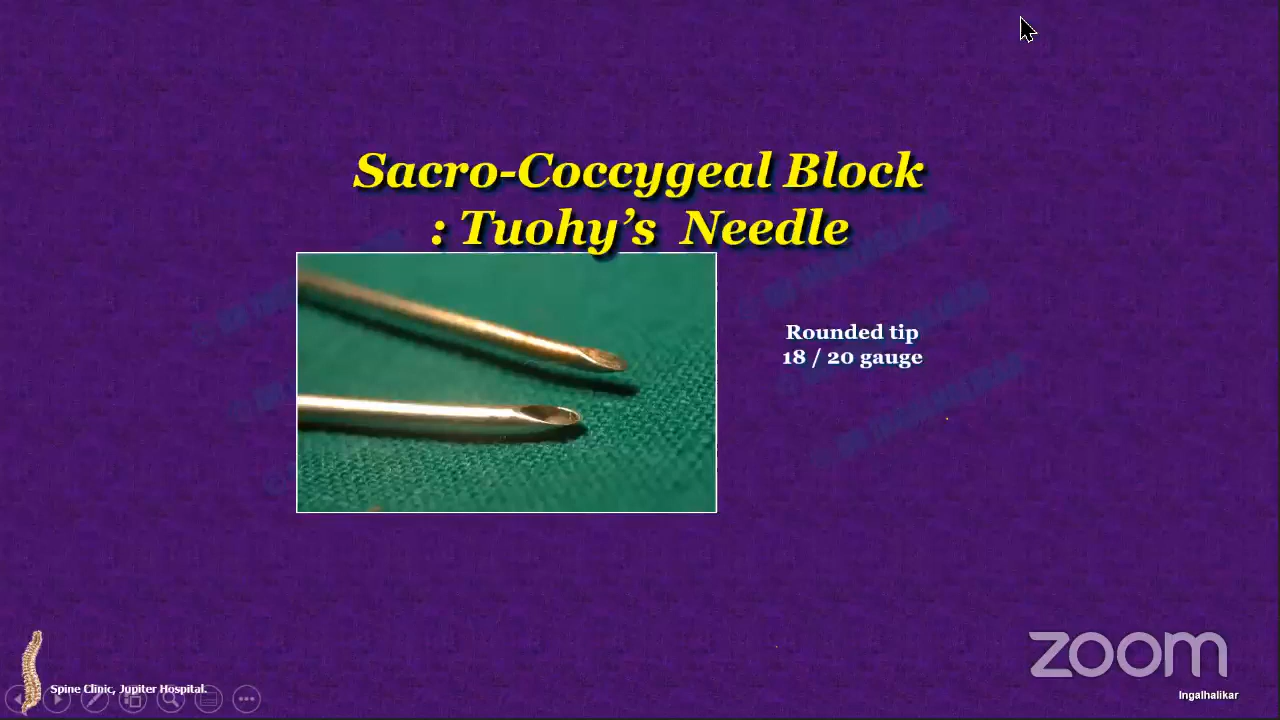 Sacro-Coccygeal Block
: Tuohy’s Needle
Rounded tip
18 / 20 gauge
zoom
Spine Clinic, Jupiter Hospital.
Ingalhalikar